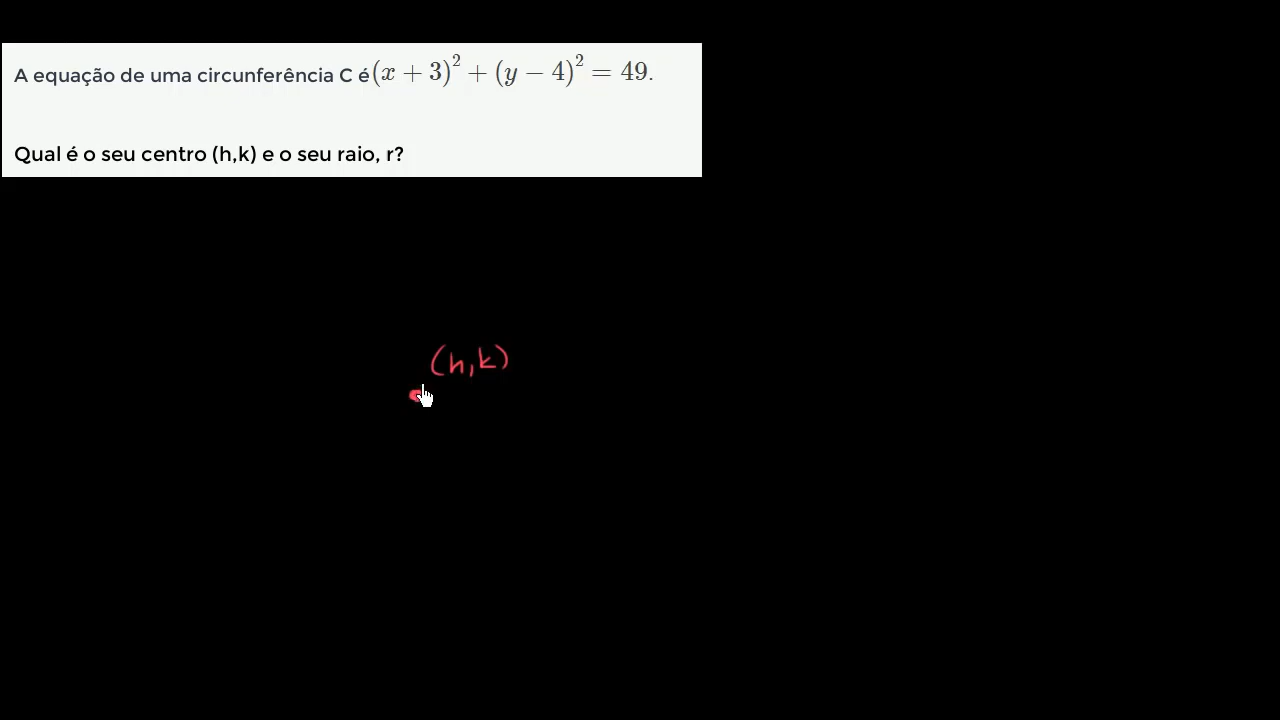 A equação de uma circunferência C é (x + 3)² + (y − 4)² = 49.
Qual é o seu centro (h,k) e o seu raio, r?
(h,k)